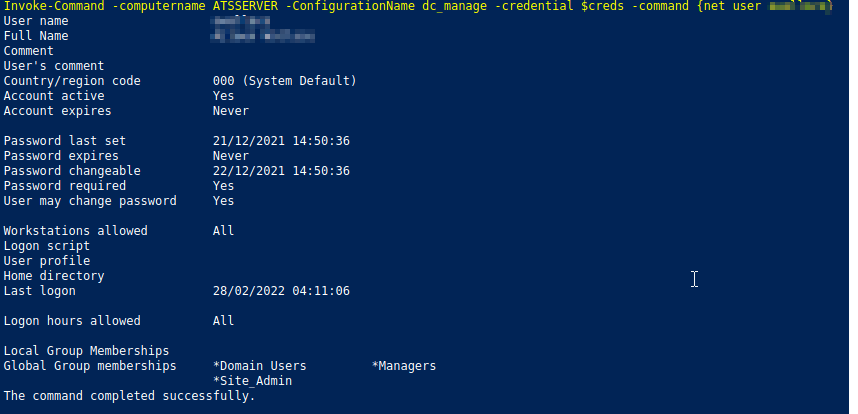 Invoke-Command -computername ATSSERVER -ConfigurationName dc_manage -credential $creds -command {net user }
User name
Full Name
Comment
User's comment
Country/region code 000 (System Default)
Account active Yes
Account expires Never
Password last set 21/12/2021 14:50:36
Password expires Never
Password changeable 22/12/2021 14:50:36
Password required Yes
User may change password Yes
Workstations allowed All
Logon script
User profile
Home directory
Last logon 28/02/2022 04:11:06
Logon hours allowed All
Local Group Memberships
Global Group memberships *Domain Users *Managers
*Site_Admin
The command completed successfully.